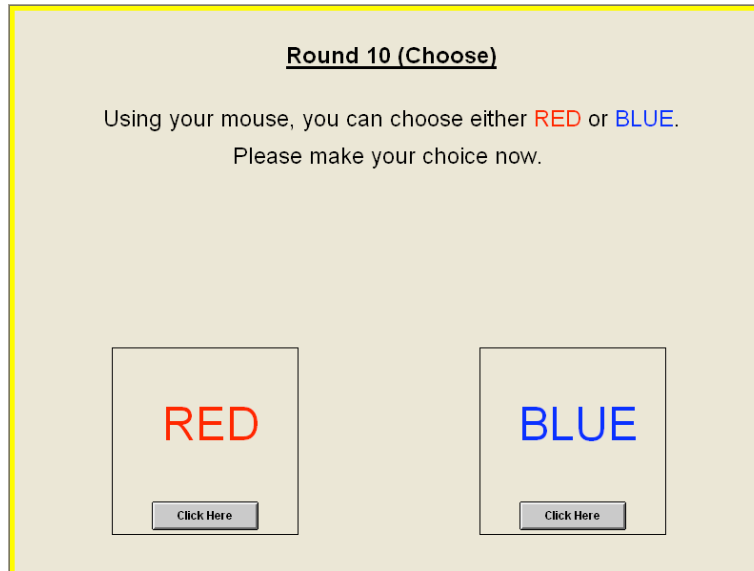 Round 10 (Choose)
Using your mouse, you can choose either RED or BLUE.
Please make your choice now.
RED
BLUE
Click Here
Click Here